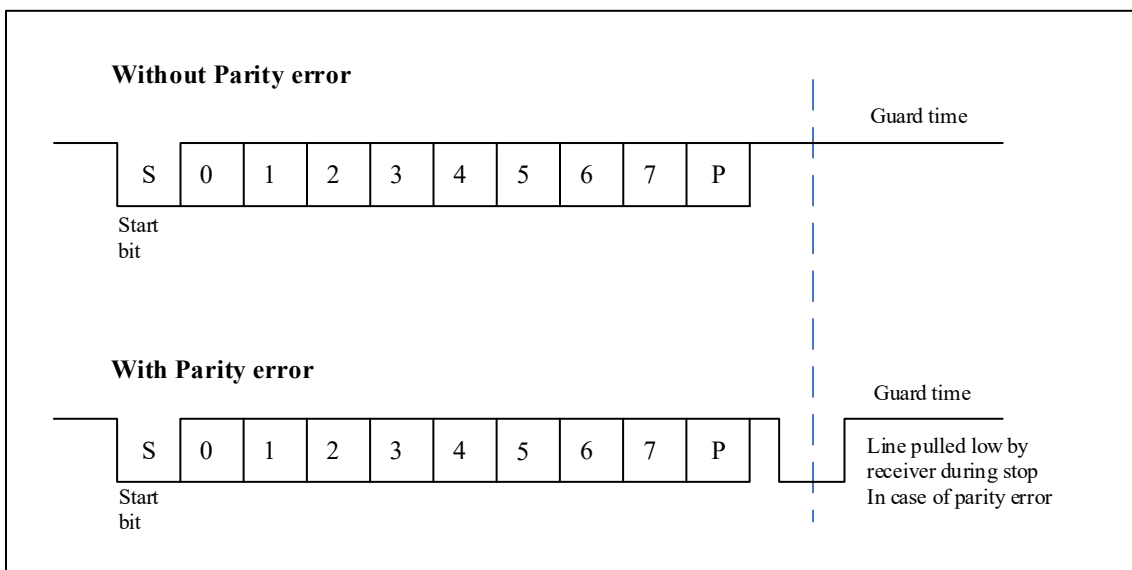 Without Parity error
Guard time
S 0 1 2 3 4 5 6 7 P
Start
bit
With Parity error
Guard time
S 0 1 2 3 4 5 6 7 P
Line pulled low by
receiver during stop
In case of parity error
Start
bit